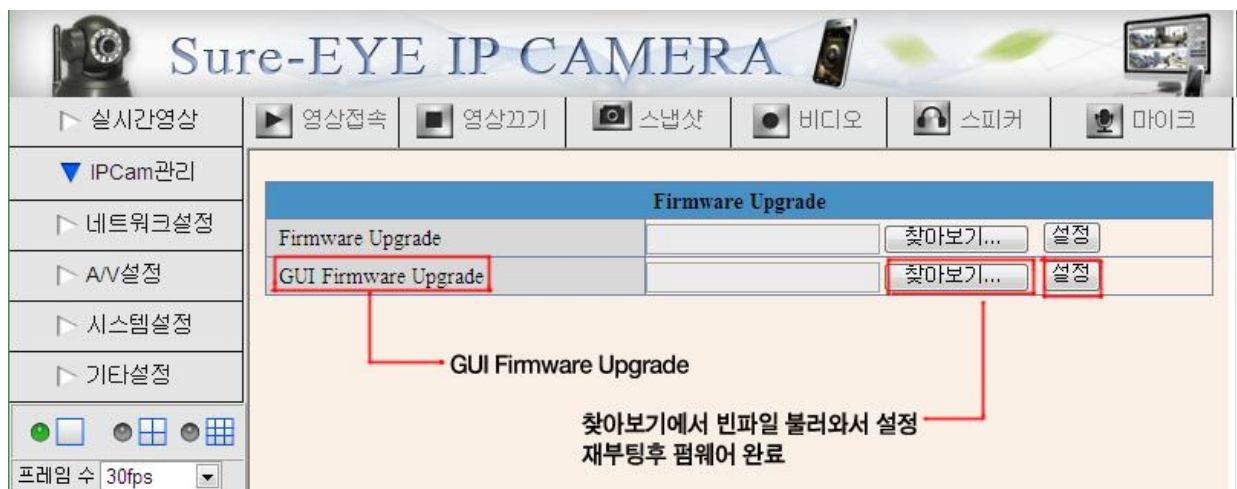 Sure-EYE IP CAMERA
실시간영상
영상접속
영상끄기
스냅샷
비디오
스피커
마이크
IPCam관리
네트워크설정
A/V설정
시스템설정
기타설정
프레임 수 30fps
Firmware Upgrade
Firmware Upgrade 찾아보기... 설정
GUI Firmware Upgrade 찾아보기... 설정
GUI Firmware Upgrade
찾아보기에서 빈파일 불러와서 설정
재부팅후 펌웨어 완료